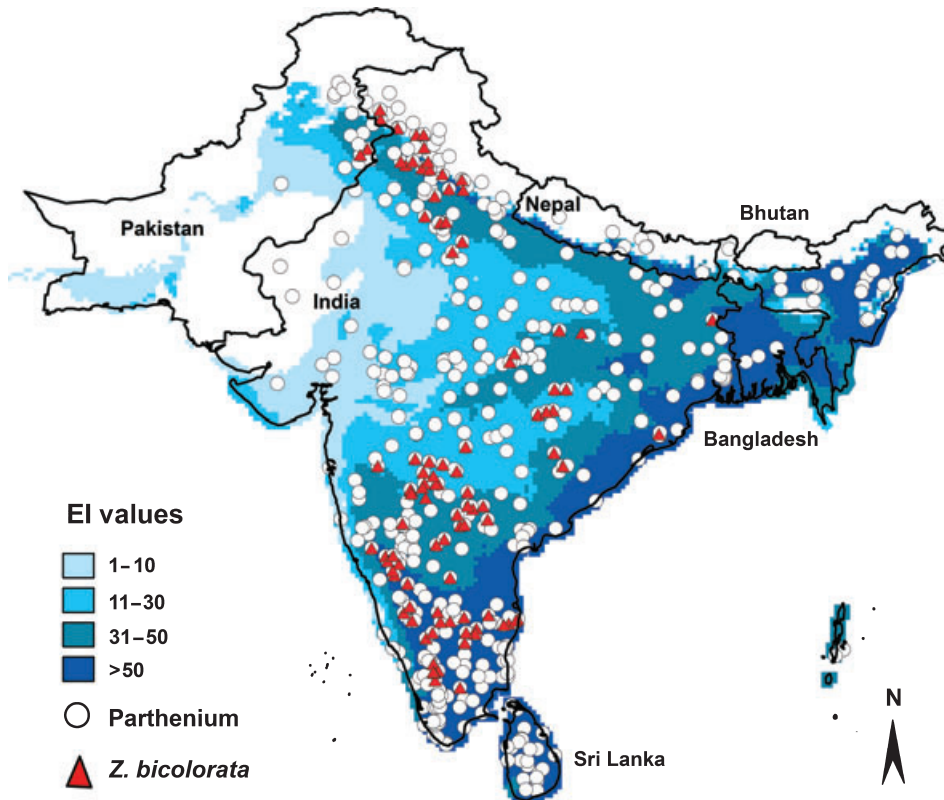 Nepal
Bhutan
Pakistan
India
Bangladesh
EI values
1–10
11–30
31–50
>50
Parthenium
Z. bicolorata
N
Sri Lanka